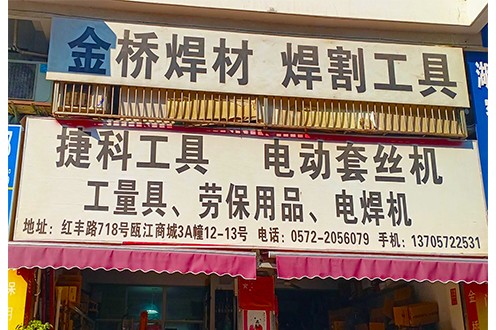 金桥焊材 焊割工具
捷科工具 电动套丝机
工量具、劳保用品、电焊机
地址: 红丰路718号瓯江商城3A幢12-13号 电话: 0572-2056079 手机: 13705722531
湖